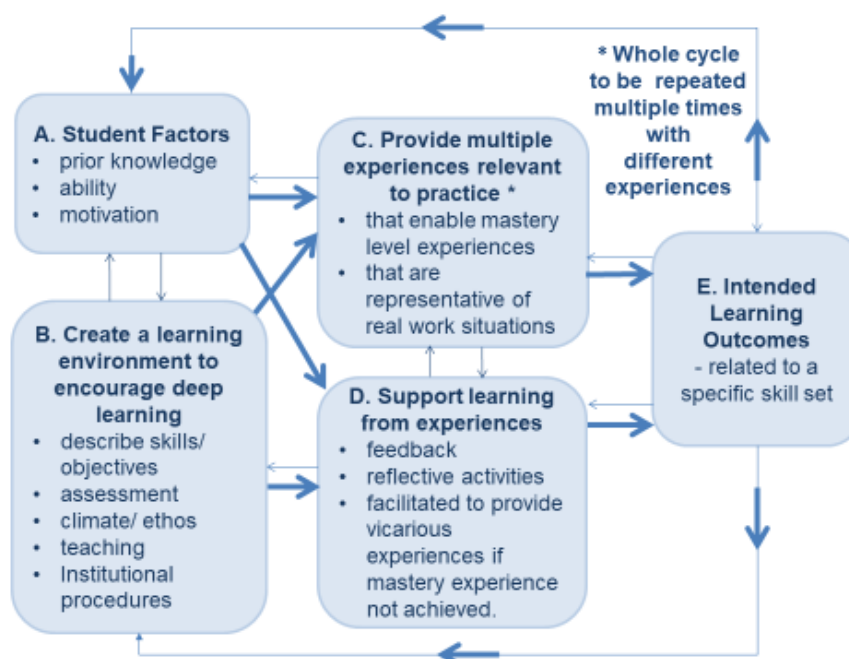 * Whole cycle
to be repeated
multiple times
with
different
experiences
A. Student Factors
• prior knowledge
• ability
• motivation
B. Create a learning
environment to
encourage deep
learning
• describe skills/
objectives
• assessment
• climate/ ethos
• teaching
• Institutional
procedures
C. Provide multiple
experiences relevant
to practice *
• that enable mastery
level experiences
• that are
representative of
real work situations
D. Support learning
from experiences
• feedback
• reflective activities
• facilitated to provide
vicarious
experiences if
mastery experience
not achieved.
E. Intended
Learning
Outcomes
- related to a
specific skill set